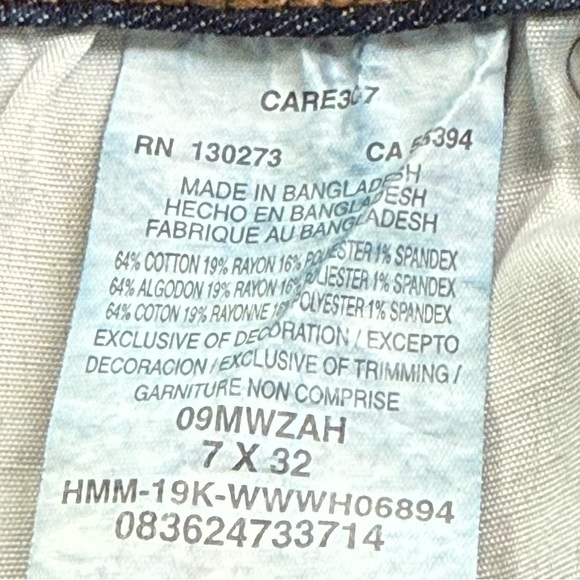 CARE367
RN 130273 CA 55394
MADE IN BANGLADESH
HECHO EN BANGLADESH
FABRIQUE AU BANGLADESH
64% COTTON 19% RAYON 16% POLYESTER 1% SPANDEX
64% ALGODON 19% RAYON 16% POLIESTER 1% SPANDEX
64% COTON 19% RAYONNE 16% POLYESTER 1% SPANDEX
EXCLUSIVE OF DECORATION / EXCEPTO
DECORACION / EXCLUSIVE OF TRIMMING /
GARNITURE NON COMPRISE
09MWZAH
7 X 32
HMM-19K-WWWH06894
083624733714